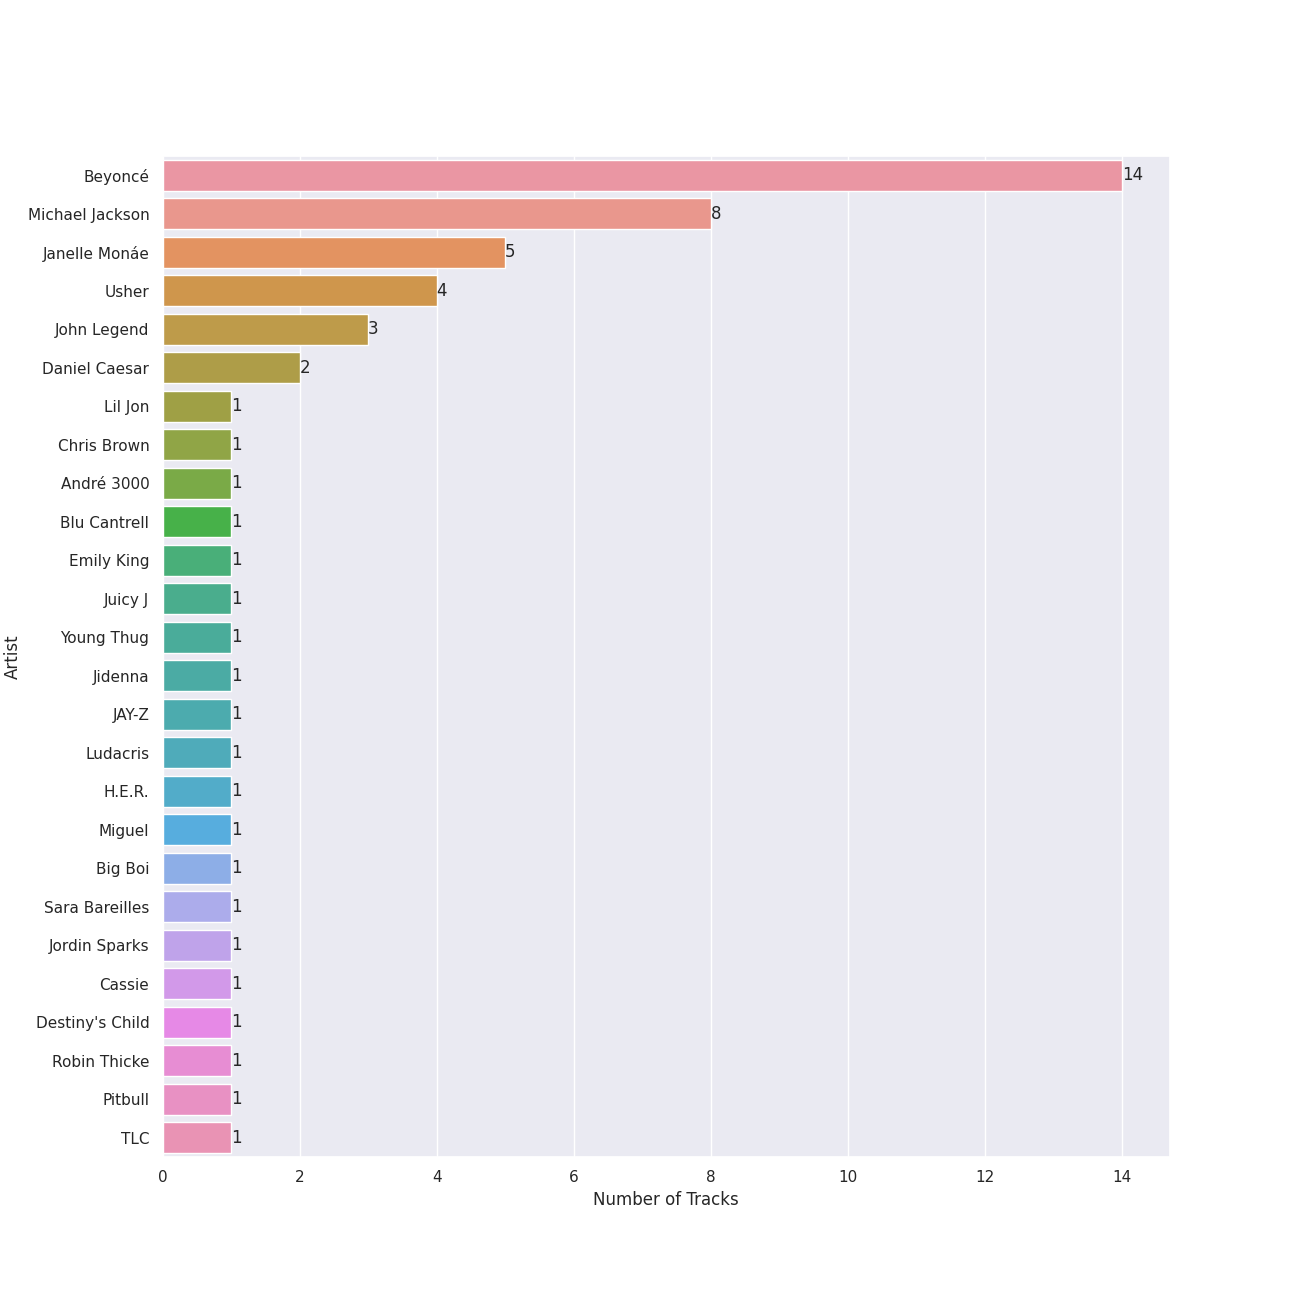 Beyoncé 14
Michael Jackson 8
Janelle Monáe 5
Usher 4
John Legend 3
Daniel Caesar 2
Lil Jon 1
Chris Brown 1
André 3000 1
Blu Cantrell 1
Emily King 1
Juicy J 1
Young Thug 1
Jidenna 1
JAY-Z 1
Ludacris 1
H.E.R. 1
Miguel 1
Big Boi 1
Sara Bareilles 1
Jordin Sparks 1
Cassie 1
Destiny's Child 1
Robin Thicke 1
Pitbull 1
TLC 1
Artist
0 2 4 6 8 10 12 14
Number of Tracks